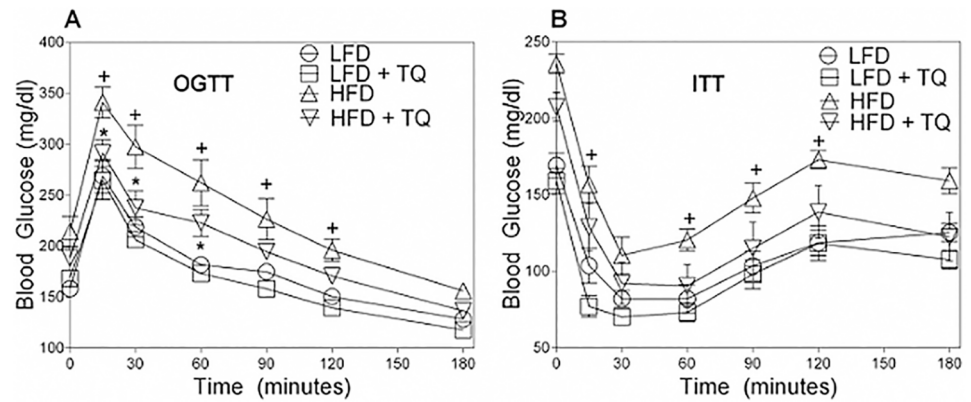 A
OGTT
LFD
LFD + TQ
HFD
HFD + TQ
400
350
300
250
200
150
100
Blood Glucose (mg/dl)
+
+
+
+
+
*
*
*
0 30 60 90 120 150 180
Time (minutes)
B
ITT
LFD
LFD + TQ
HFD
HFD + TQ
250
200
150
100
50
Blood Glucose (mg/dl)
+
+
+
+
0 30 60 90 120 150 180
Time (minutes)